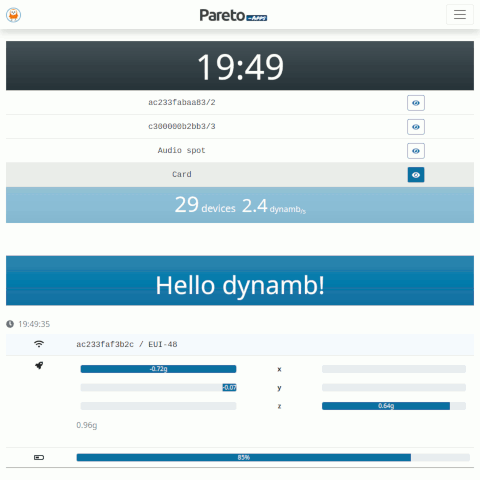 Pareto
19:49
ac233fabaa83/2
c300000b2bb3/3
Audio spot
Card
29 devices 2.4 dynamb/s
Hello dynamb!
19:49:35
ac233faf3b2c / EUI-48
-0.72g x
-0.07 y
z 0.64g
0.96g
85%